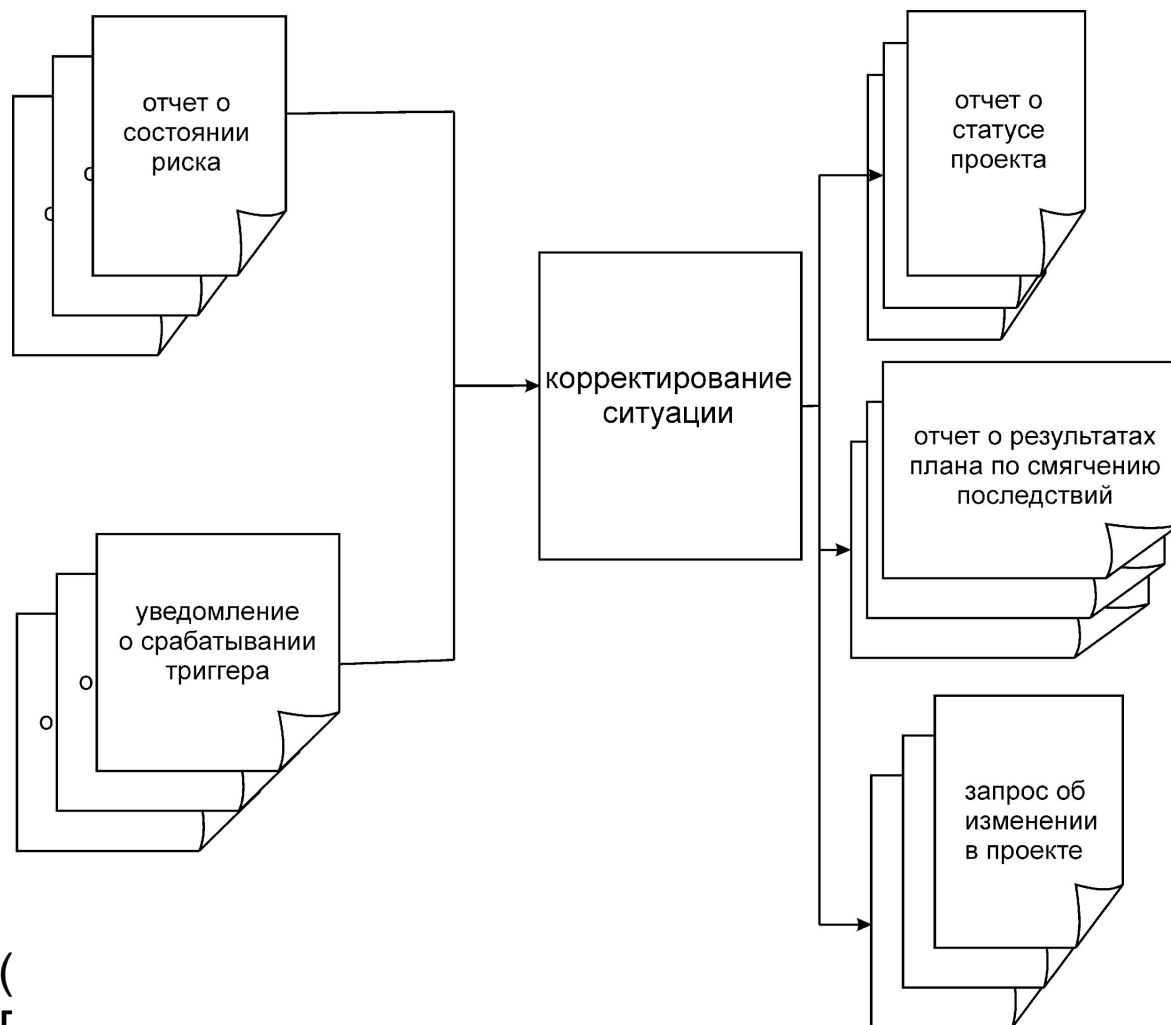 отчет о
состоянии
риска
о
о
уведомление
о срабатывании
триггера
о
о
корректирование
ситуации
отчет о
статусе
проекта
отчет о результатах
плана по смягчению
последствий
запрос об
изменении
в проекте
(